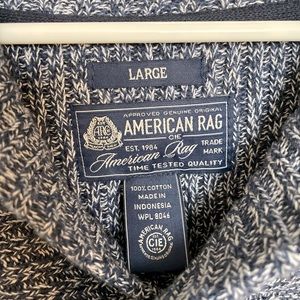 LARGE
APPROVED GENUINE ORIGINAL
AMERICAN RAG
CIE
EST. 1984
TRADE MARK
American Rag
TIME TESTED QUALITY
100% COTTON
MADE IN
INDONESIA
WPL 8046
AMERICAN RAG
CIE